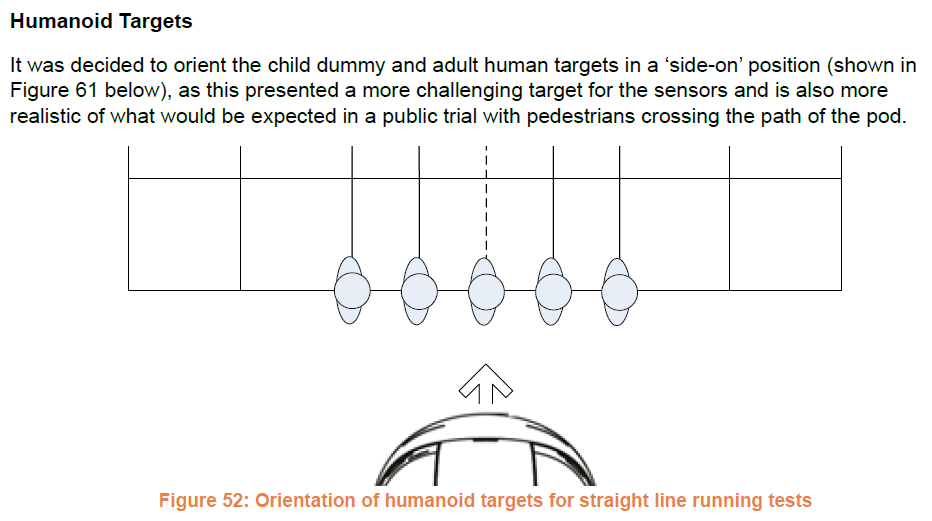 Humanoid Targets
It was decided to orient the child dummy and adult human targets in a ‘side-on’ position (shown in
Figure 61 below), as this presented a more challenging target for the sensors and is also more
realistic of what would be expected in a public trial with pedestrians crossing the path of the pod.
Figure 52: Orientation of humanoid targets for straight line running tests